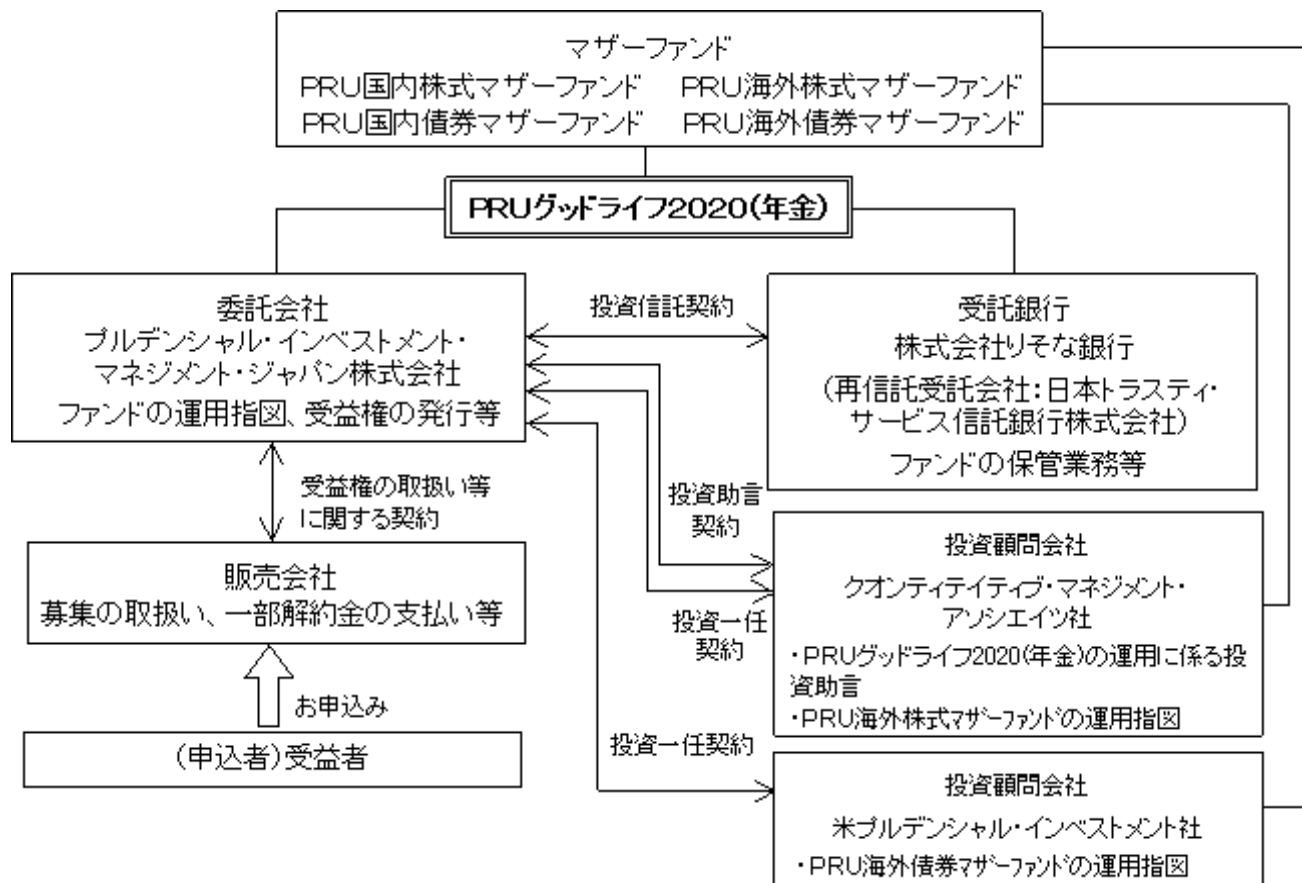 マザーファンド
PRU国内株式マザーファンド　PRU海外株式マザーファンド
PRU国内債券マザーファンド　PRU海外債券マザーファンド
PRUグッドライフ2020(年金)
委託会社
プルデンシャル・インベストメント・
マネジメント・ジャパン株式会社
ファンドの運用指図、受益権の発行等
投資信託契約
受託銀行
株式会社りそな銀行
(再信託受託会社:日本トラスティ・
サービス信託銀行株式会社)
ファンドの保管業務等
受益権の取扱い等
に関する契約
投資助言
契約
販売会社
募集の取扱い、一部解約金の支払い等
投資一任
契約
投資顧問会社
クオンティテイティブ・マネジメント・
アソシエイツ社
・PRUグッドライフ2020(年金)の運用に係る投
資助言
・PRU海外株式マザーファンドの運用指図
お申込み
(申込者)受益者
投資一任契約
投資顧問会社
米プルデンシャル・インベストメント社
・PRU海外債券マザーファンドの運用指図